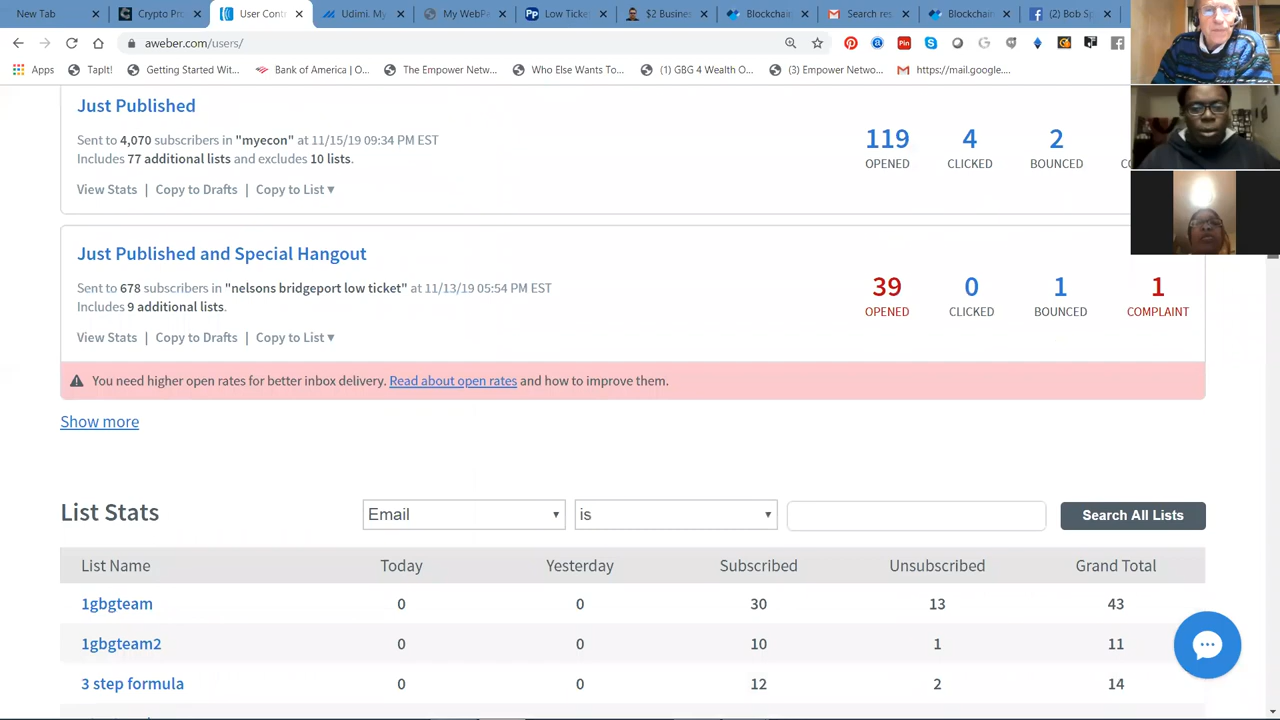 New Tab
Crypto Pr
User Cont
Udimi. My
My WebPa
Low Ticke
$2 Busines
Blockchain
Search res
Blockchain
(2) Bob Sp
aweber.com/users/
Apps
TapIt!
Getting Started Wit...
Bank of America | O...
The Empower Netw...
Who Else Wants To...
(1) GBG 4 Wealth O...
(3) Empower Netwo...
https://mail.google....
Just Published
Sent to 4,070 subscribers in "myecon" at 11/15/19 09:34 PM EST
Includes 77 additional lists and excludes 10 lists.
119 4 2
OPENED CLICKED BOUNCED
View Stats | Copy to Drafts | Copy to List ▾
Just Published and Special Hangout
Sent to 678 subscribers in "nelsons bridgeport low ticket" at 11/13/19 05:54 PM EST
Includes 9 additional lists.
39 0 1 1
OPENED CLICKED BOUNCED COMPLAINT
View Stats | Copy to Drafts | Copy to List ▾
You need higher open rates for better inbox delivery. Read about open rates and how to improve them.
Show more
List Stats Email is Search All Lists
List Name Today Yesterday Subscribed Unsubscribed Grand Total
1gbgteam 0 0 30 13 43
1gbgteam2 0 0 10 1 11
3 step formula 0 0 12 2 14